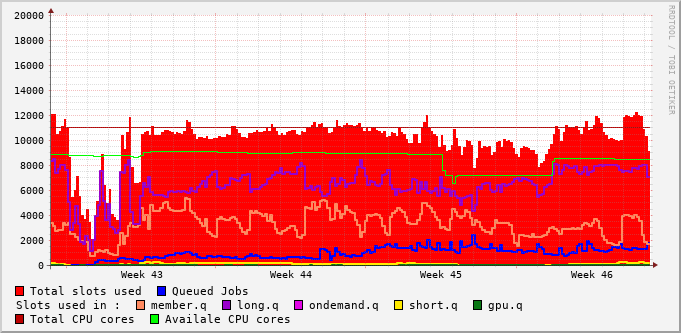 20000
18000
16000
14000
12000
10000
8000
6000
4000
2000
0
Week 43 Week 44 Week 45 Week 46
RRDTOOL / TOBI OETIKER
Total slots used Queued Jobs
Slots used in : member.q long.q ondemand.q short.q gpu.q
Total CPU cores Availale CPU cores